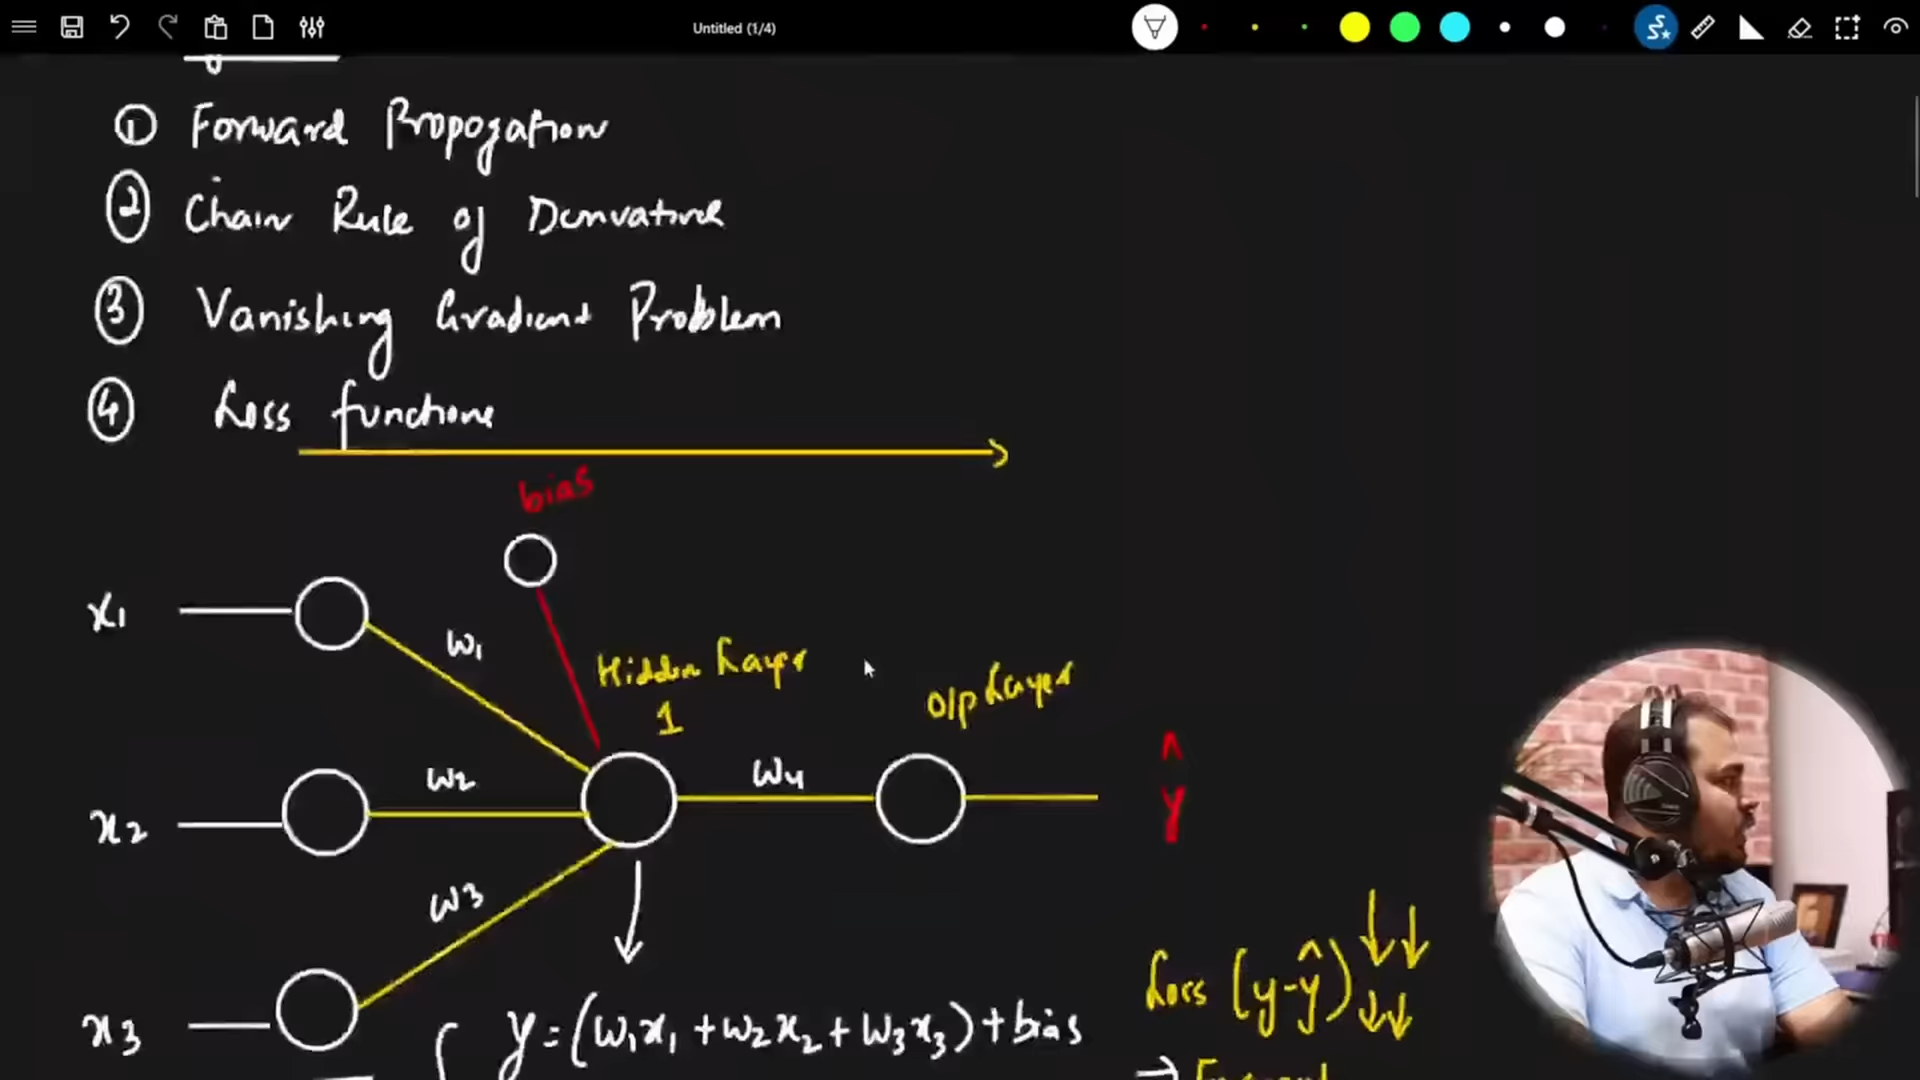 Untitled (1/4)
① Forward Propogation
② Chain Rule of Derivative
③ Vanishing Gradient Problem
④ Loss functions
bias
x1
w1
Hidden Layer
1
O/P Layer
x2
w2
w4
ŷ
w3
Loss (y-ŷ) ↓↓ ↓↓
x3
y = (w1x1 + w2x2 + w3x3) + bias